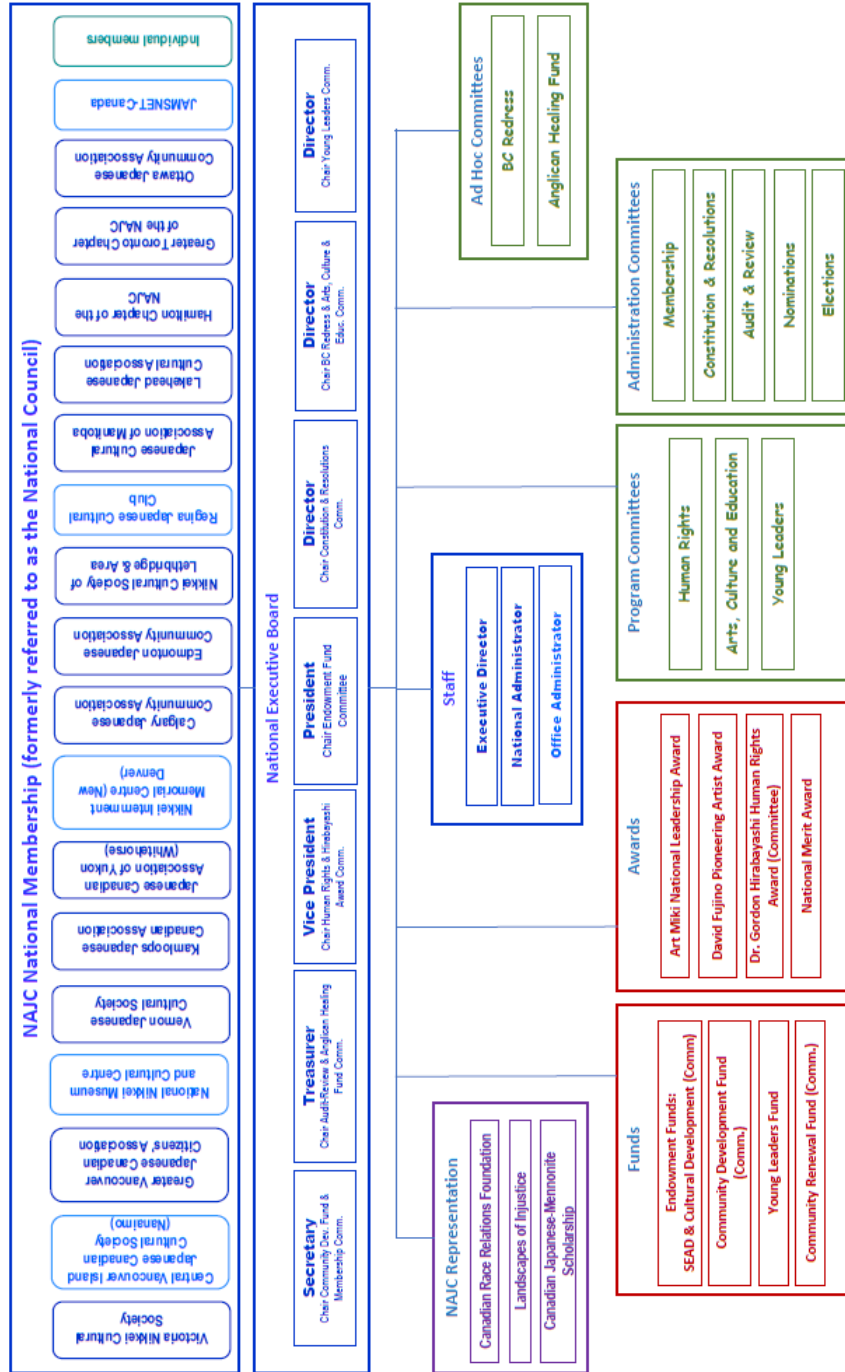 NAJC National Membership (formerly referred to as the National Council)
Victoria Nikkei Cultural
Society
Central Vancouver Island
Japanese Canadian
Cultural Society
(Nanaimo)
Greater Vancouver
Japanese Canadian
Citizens' Association
National Nikkei Museum
and Cultural Centre
Vernon Japanese
Cultural Society
Kamloops Japanese
Canadian Association
Japanese Canadian
Association of Yukon
(Whitehorse)
Nikkei Internment
Memorial Centre (New
Denver)
Calgary Japanese
Community Association
Edmonton Japanese
Community Association
Nikkei Cultural Society of
Lethbridge & Area
Regina Japanese Cultural
Club
Japanese Cultural
Association of Manitoba
Lakehead Japanese
Cultural Association
Hamilton Chapter of the
NAJC
Greater Toronto Chapter
of the NAJC
Ottawa Japanese
Community Association
JAMSNET-Canada
Individual members
National Executive Board
Secretary
Chair Community Dev. Fund &
Membership Comm.
Treasurer
Chair Audit-Review & Anglican Healing
Fund Comm.
Vice President
Chair Human Rights & Hirabayashi
Award Comm.
President
Chair Endowment Fund
Committee
Director
Chair Constitution & Resolutions
Comm.
Director
Chair BC Redress & Arts, Culture &
Educ. Comm.
Director
Chair Young Leaders Comm.
NAJC Representation
Canadian Race Relations Foundation
Landscapes of Injustice
Canadian Japanese-Mennonite
Scholarship
Staff
Executive Director
National Administrator
Office Administrator
Ad Hoc Committees
BC Redress
Anglican Healing Fund
Funds
Endowment Funds:
SEAD & Cultural Development (Comm)
Community Development Fund
(Comm.)
Young Leaders Fund
Community Renewal Fund (Comm.)
Awards
Art Miki National Leadership Award
David Fujino Pioneering Artist Award
Dr. Gordon Hirabayashi Human Rights
Award (Committee)
National Merit Award
Program Committees
Human Rights
Arts, Culture and Education
Young Leaders
Administration Committees
Membership
Constitution & Resolutions
Audit & Review
Nominations
Elections